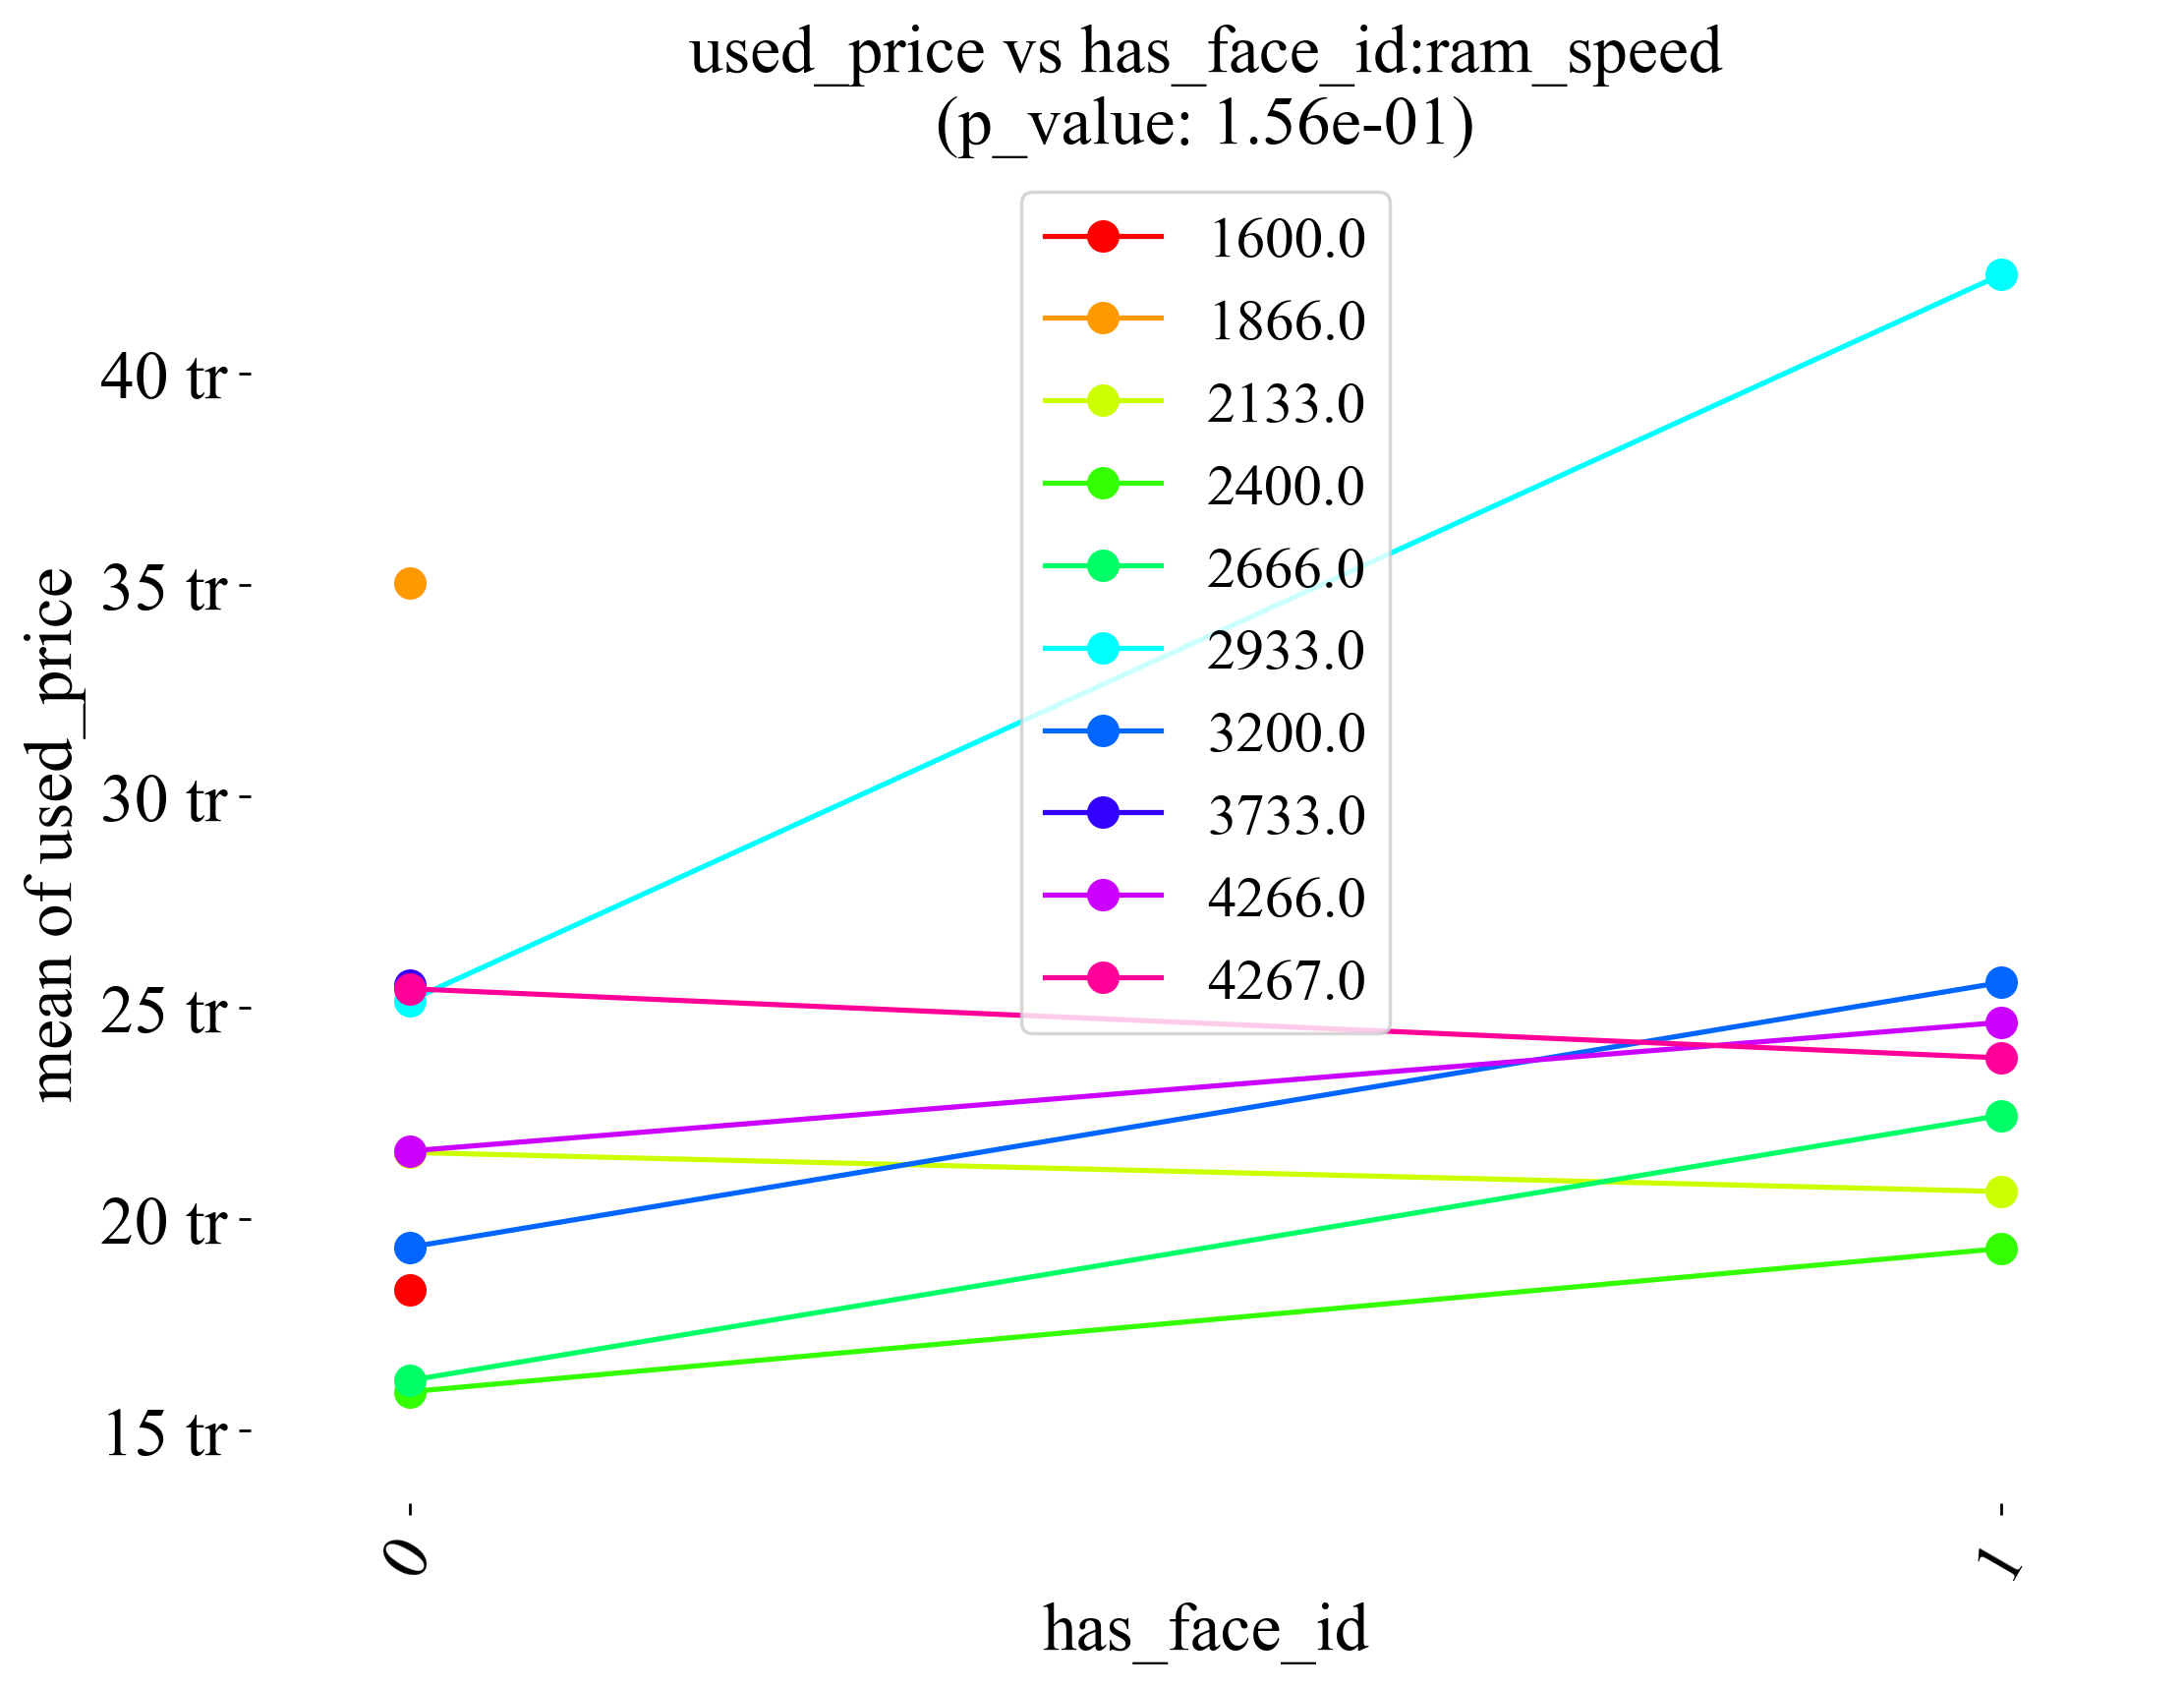 used_price vs has_face_id:ram_speed
(p_value: 1.56e-01)
1600.0
1866.0
2133.0
2400.0
2666.0
2933.0
3200.0
3733.0
4266.0
4267.0
mean of used_price
40 tr
35 tr
30 tr
25 tr
20 tr
15 tr
0
1
has_face_id